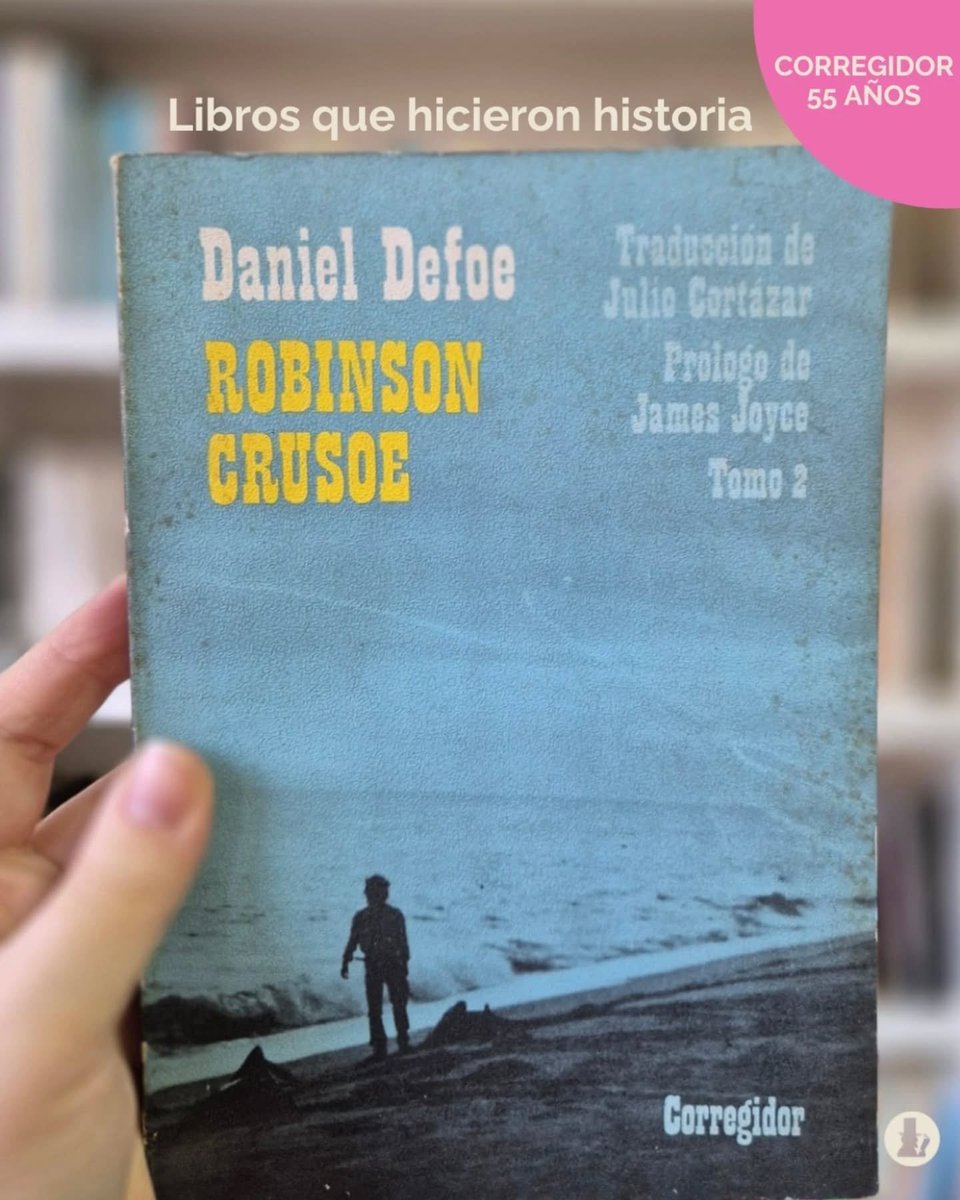 CORREGIDOR
55 AÑOS
Libros que hicieron historia
Daniel Defoe
ROBINSON
CRUSOE
Traducción de
Julio Cortázar
Prólogo de
James Joyce
Tomo 2
Corregidor